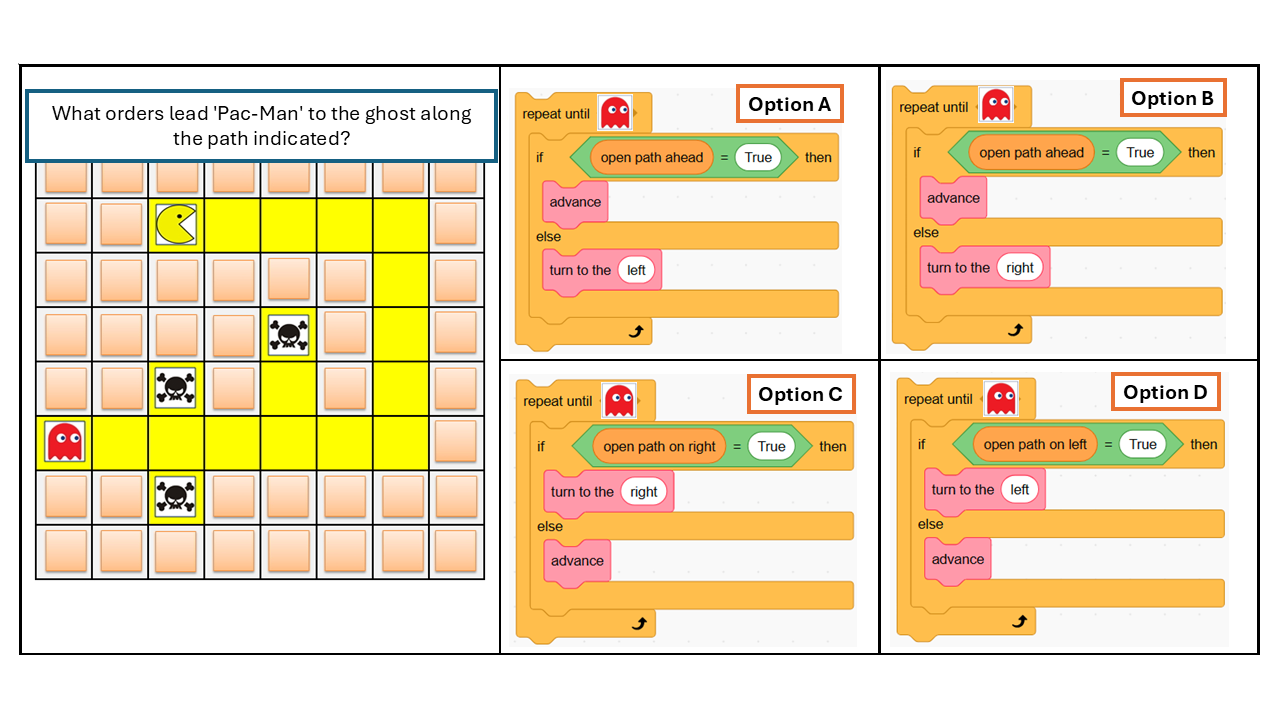 What orders lead 'Pac-Man' to the ghost along
the path indicated?
Option A
repeat until
if open path ahead = True then
advance
else
turn to the left
Option B
repeat until
if open path ahead = True then
advance
else
turn to the right
Option C
repeat until
if open path on right = True then
turn to the right
else
advance
Option D
repeat until
if open path on left = True then
turn to the left
else
advance